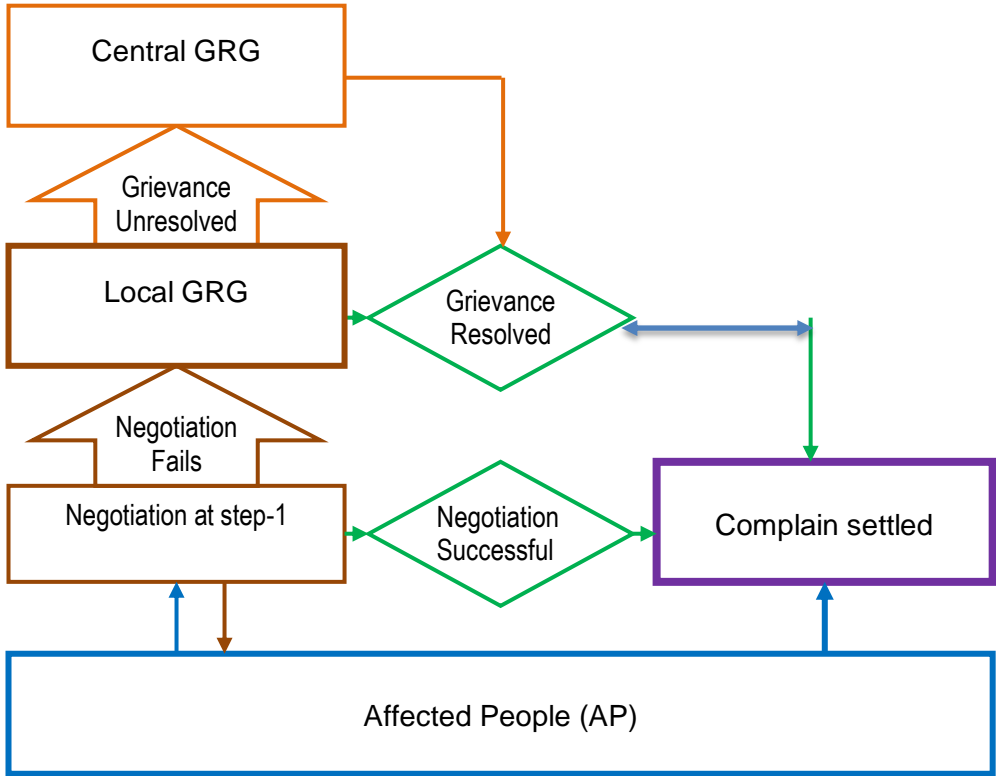 Central GRG
Grievance
Unresolved
Local GRG
Grievance
Resolved
Negotiation
Fails
Negotiation at step-1
Negotiation
Successful
Complain settled
Affected People (AP)